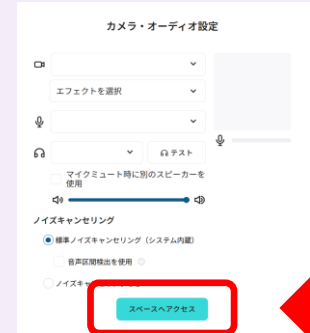 カメラ・オーディオ設定
エフェクトを選択
テスト
マイクミュート時に別のスピーカーを
使用
ノイズキャンセリング
標準ノイズキャンセリング（システム内蔵）
音声区間検出を使用
ノイズキャ
スペースへアクセス